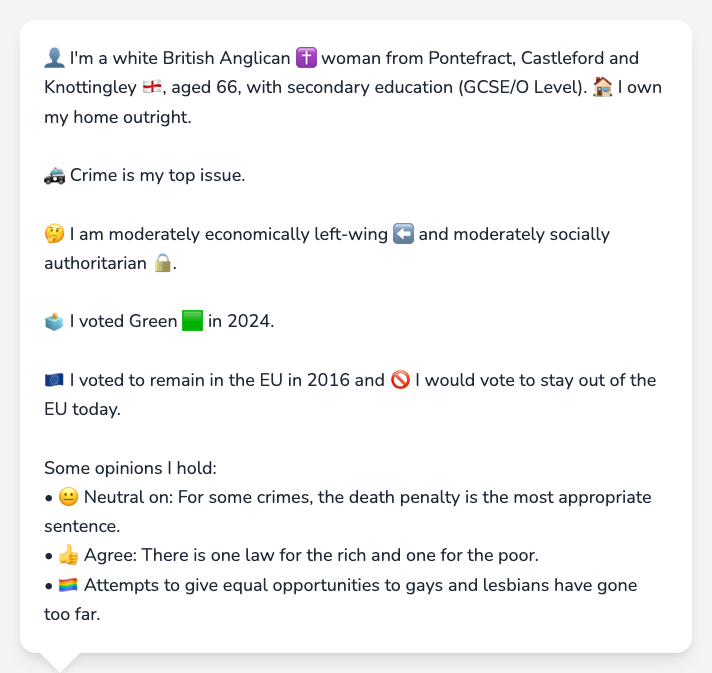 👤 I'm a white British Anglican ✝️ woman from Pontefract, Castleford and
Knottingley 🏴󠁧󠁢󠁥󠁮󠁧󠁿, aged 66, with secondary education (GCSE/O Level). 🏠 I own
my home outright.
🚓 Crime is my top issue.
🤔 I am moderately economically left-wing ⬅️ and moderately socially
authoritarian 🔒.
🗳️ I voted Green 🟩 in 2024.
🇪🇺 I voted to remain in the EU in 2016 and 🚫 I would vote to stay out of the
EU today.
Some opinions I hold:
• 😐 Neutral on: For some crimes, the death penalty is the most appropriate
sentence.
• 👍 Agree: There is one law for the rich and one for the poor.
• 🏳️‍🌈 Attempts to give equal opportunities to gays and lesbians have gone
too far.